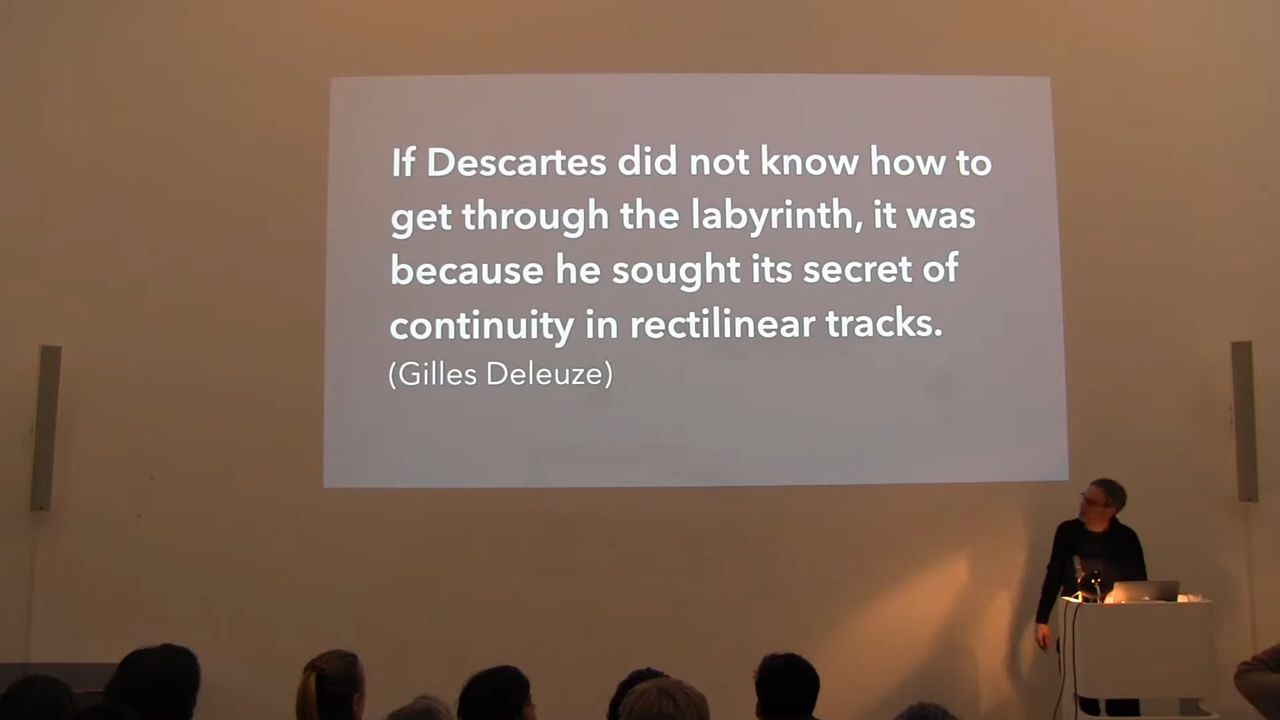 If Descartes did not know how to
get through the labyrinth, it was
because he sought its secret of
continuity in rectilinear tracks.
(Gilles Deleuze)